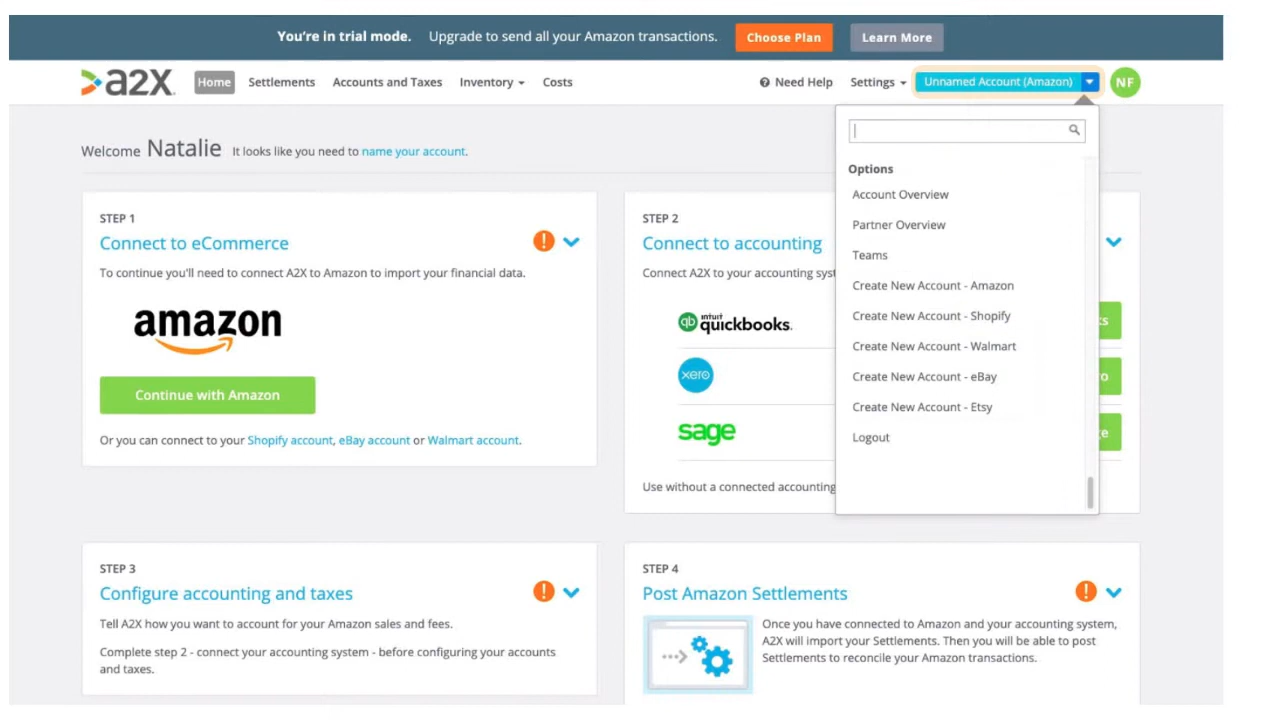 You're in trial mode. Upgrade to send all your Amazon transactions. Choose Plan Learn More
a2x Home Settlements Accounts and Taxes Inventory Costs Need Help Settings Unnamed Account (Amazon) NF
Welcome Natalie It looks like you need to name your account.
STEP 1
Connect to eCommerce
To continue you'll need to connect A2X to Amazon to import your financial data.
amazon
Continue with Amazon
Or you can connect to your Shopify account, eBay account or Walmart account.
STEP 2
Connect to accounting
Connect A2X to your accounting syst
qb intuit quickbooks.
xero
sage
Use without a connected accounting
ks
o
e
Options
Account Overview
Partner Overview
Teams
Create New Account - Amazon
Create New Account - Shopify
Create New Account - Walmart
Create New Account - eBay
Create New Account - Etsy
Logout
STEP 3
Configure accounting and taxes
Tell A2X how you want to account for your Amazon sales and fees.
Complete step 2 - connect your accounting system - before configuring your accounts
and taxes.
STEP 4
Post Amazon Settlements
Once you have connected to Amazon and your accounting system,
A2X will import your Settlements. Then you will be able to post
Settlements to reconcile your Amazon transactions.